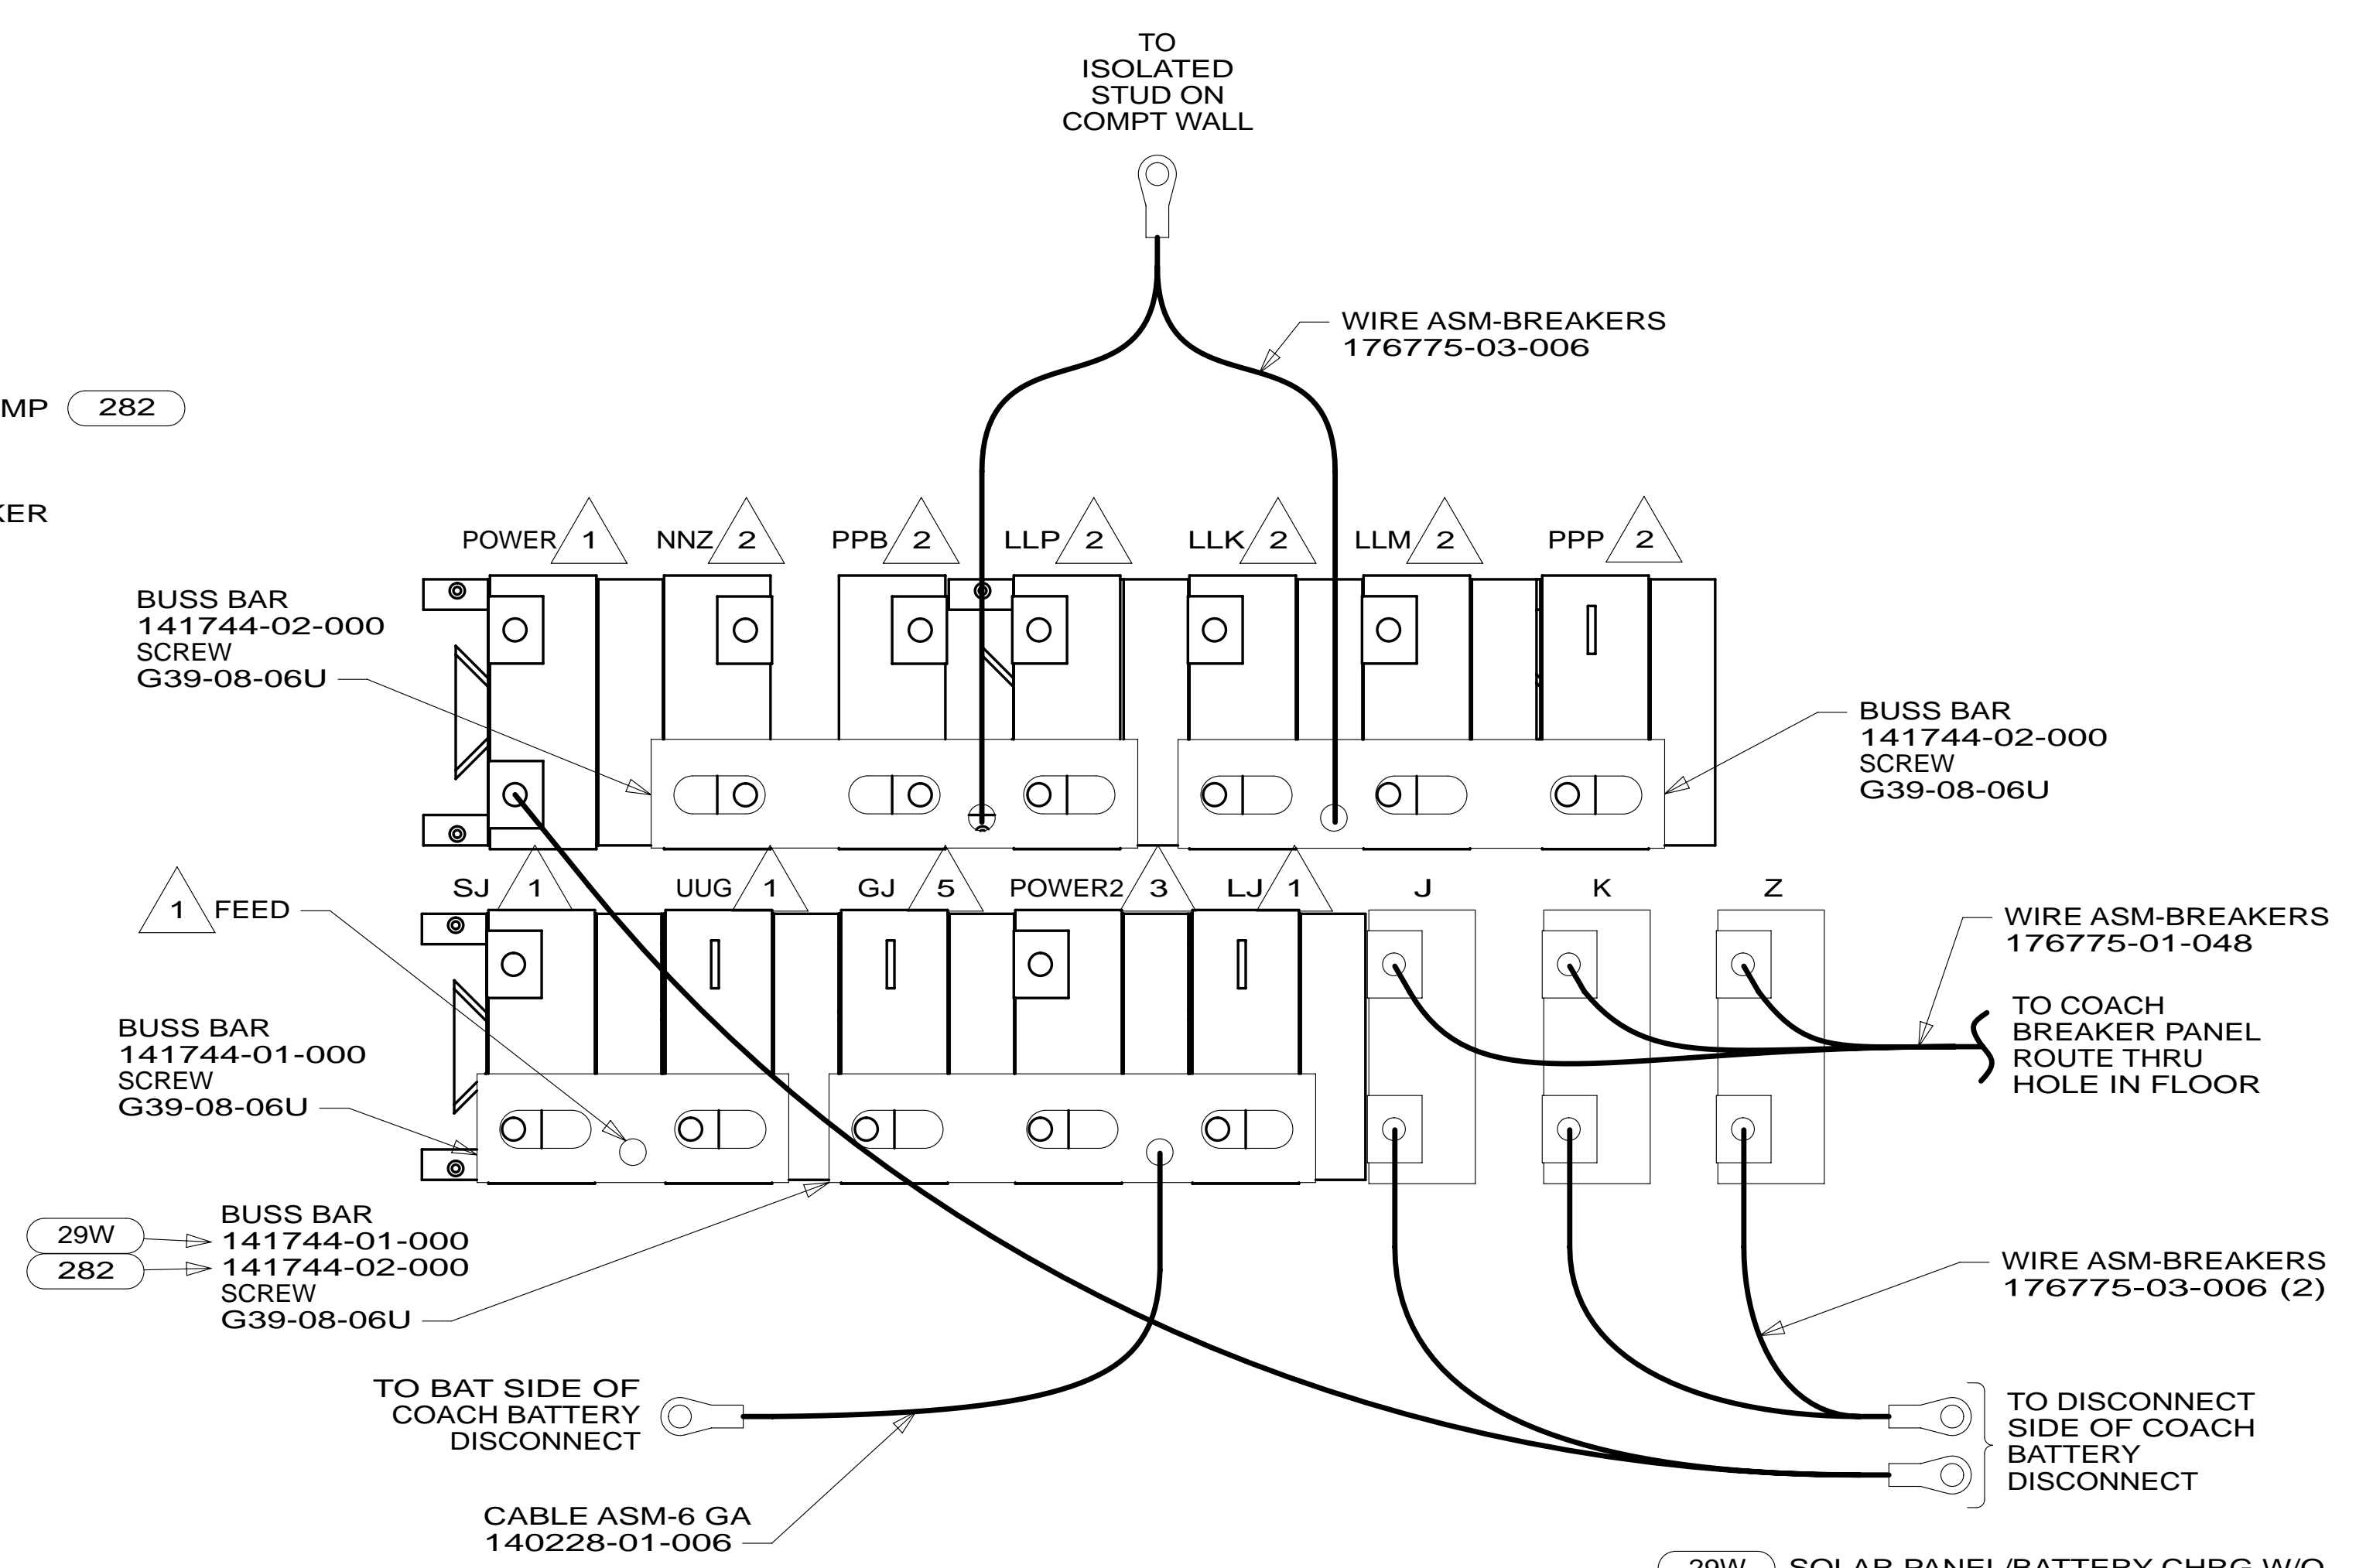 TO
ISOLATED
STUD ON
COMPT WALL
WIRE ASM-BREAKERS
176775-03-006
MP 282
KER
POWER 1 NNZ 2 PPB 2 LLP 2 LLK 2 LLM 2 PPP 2
BUSS BAR
141744-02-000
SCREW
G39-08-06U
BUSS BAR
141744-02-000
SCREW
G39-08-06U
SJ 1 UUG 1 GJ 5 POWER2 3 LJ 1 J K Z
1 FEED
WIRE ASM-BREAKERS
176775-01-048
TO COACH
BREAKER PANEL
ROUTE THRU
HOLE IN FLOOR
BUSS BAR
141744-01-000
SCREW
G39-08-06U
BUSS BAR
29W 141744-01-000
282 141744-02-000
SCREW
G39-08-06U
WIRE ASM-BREAKERS
176775-03-006 (2)
TO BAT SIDE OF
COACH BATTERY
DISCONNECT
TO DISCONNECT
SIDE OF COACH
BATTERY
DISCONNECT
CABLE ASM-6 GA
140228-01-006
29W SOLAR PANEL/BATTERY CHRG W/O